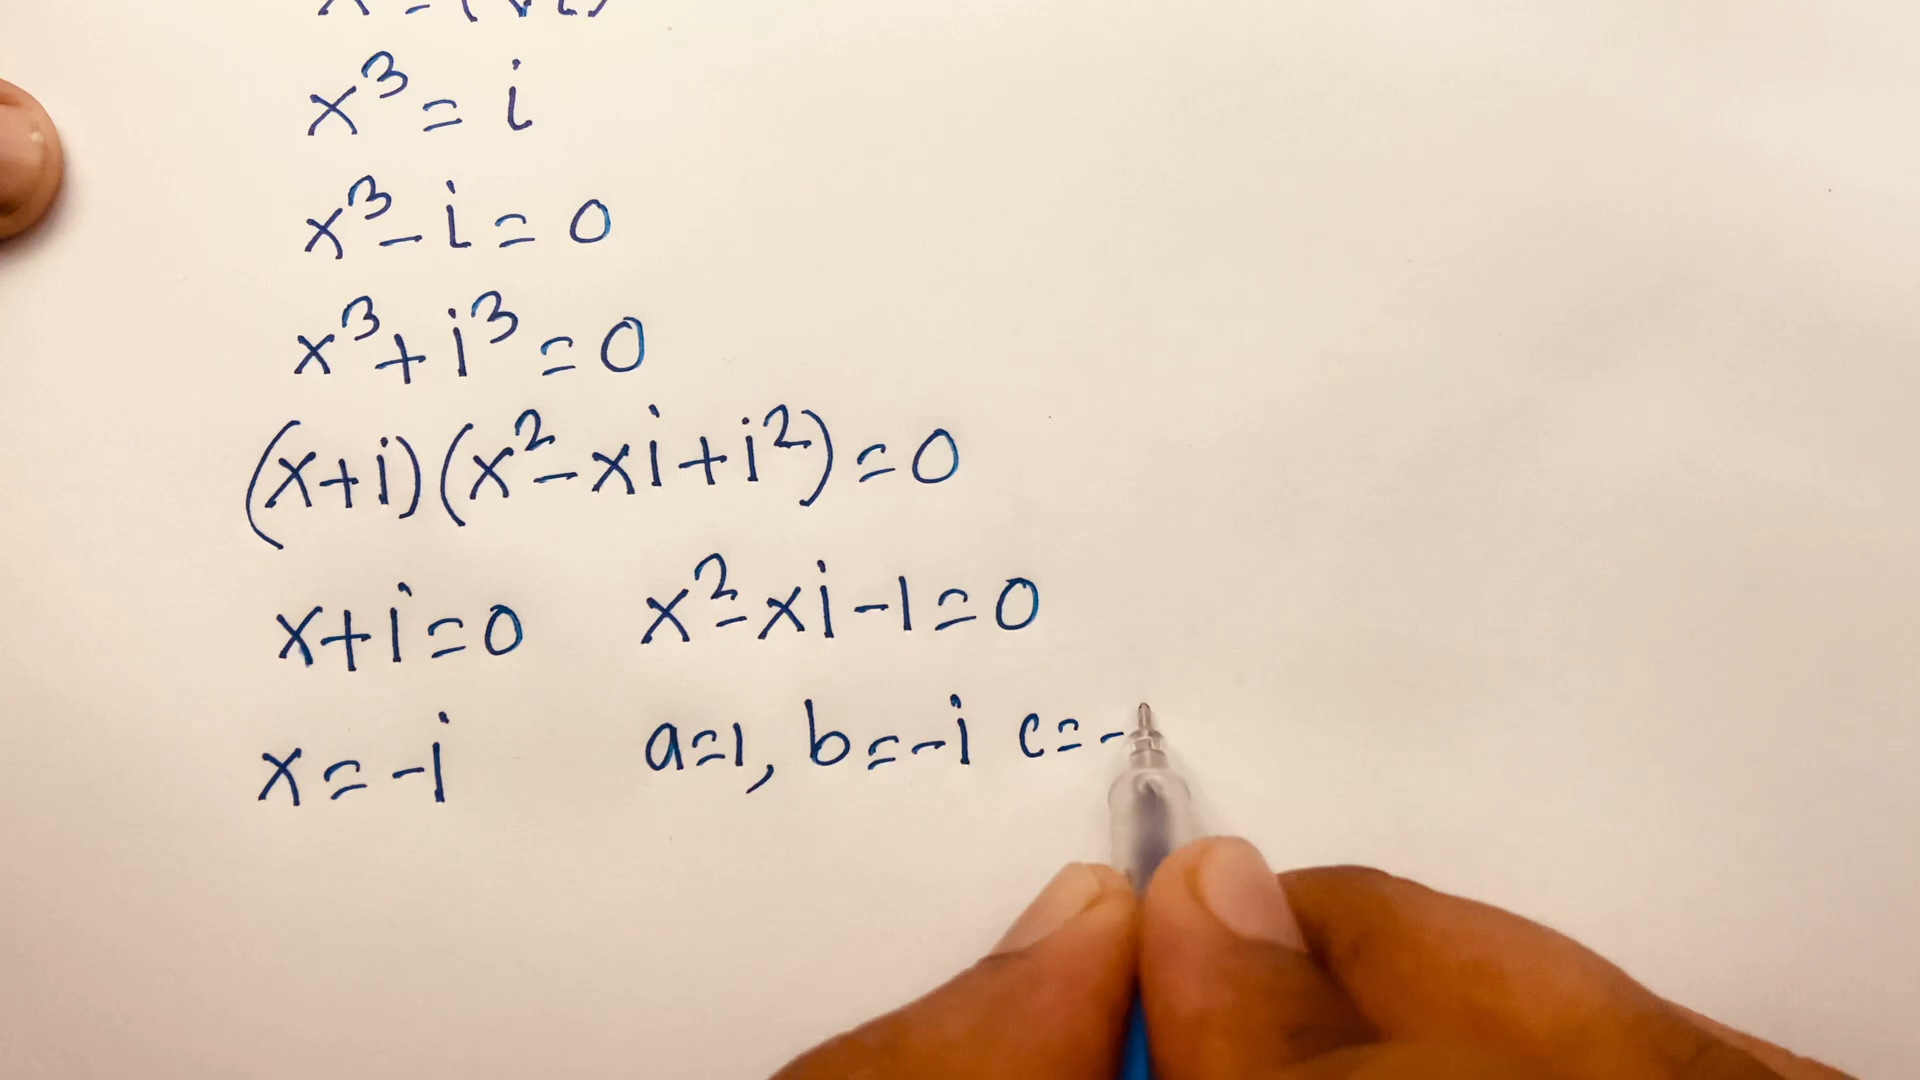 x³ = i
x³ - i = 0
x³ + i³ = 0
(x+i)(x² - xi + i²) = 0
x+i=0 x² - xi - 1 = 0
x = -i a=1, b=-i c=-